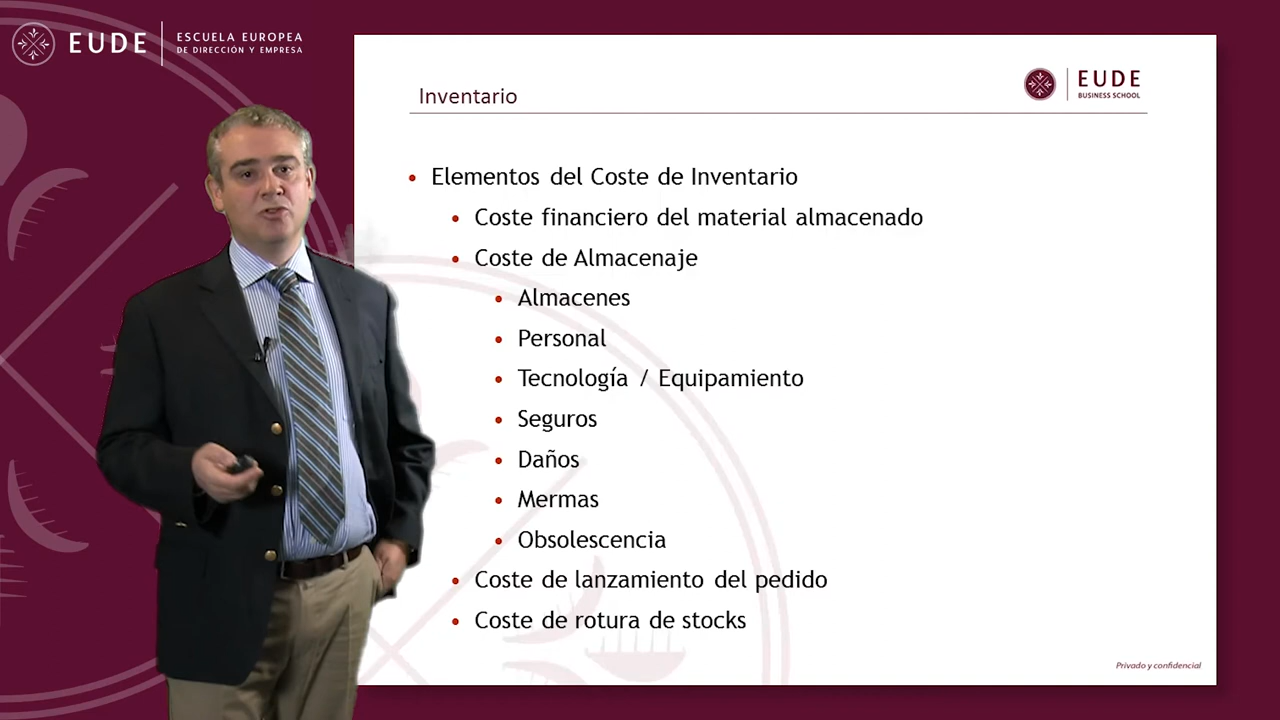 EUDE
ESCUELA EUROPEA
DE DIRECCIÓN Y EMPRESA
Inventario
EUDE
BUSINESS SCHOOL
• Elementos del Coste de Inventario
• Coste financiero del material almacenado
• Coste de Almacenaje
• Almacenes
• Personal
• Tecnología / Equipamiento
• Seguros
• Daños
• Mermas
• Obsolescencia
• Coste de lanzamiento del pedido
• Coste de rotura de stocks
Privado y confidencial